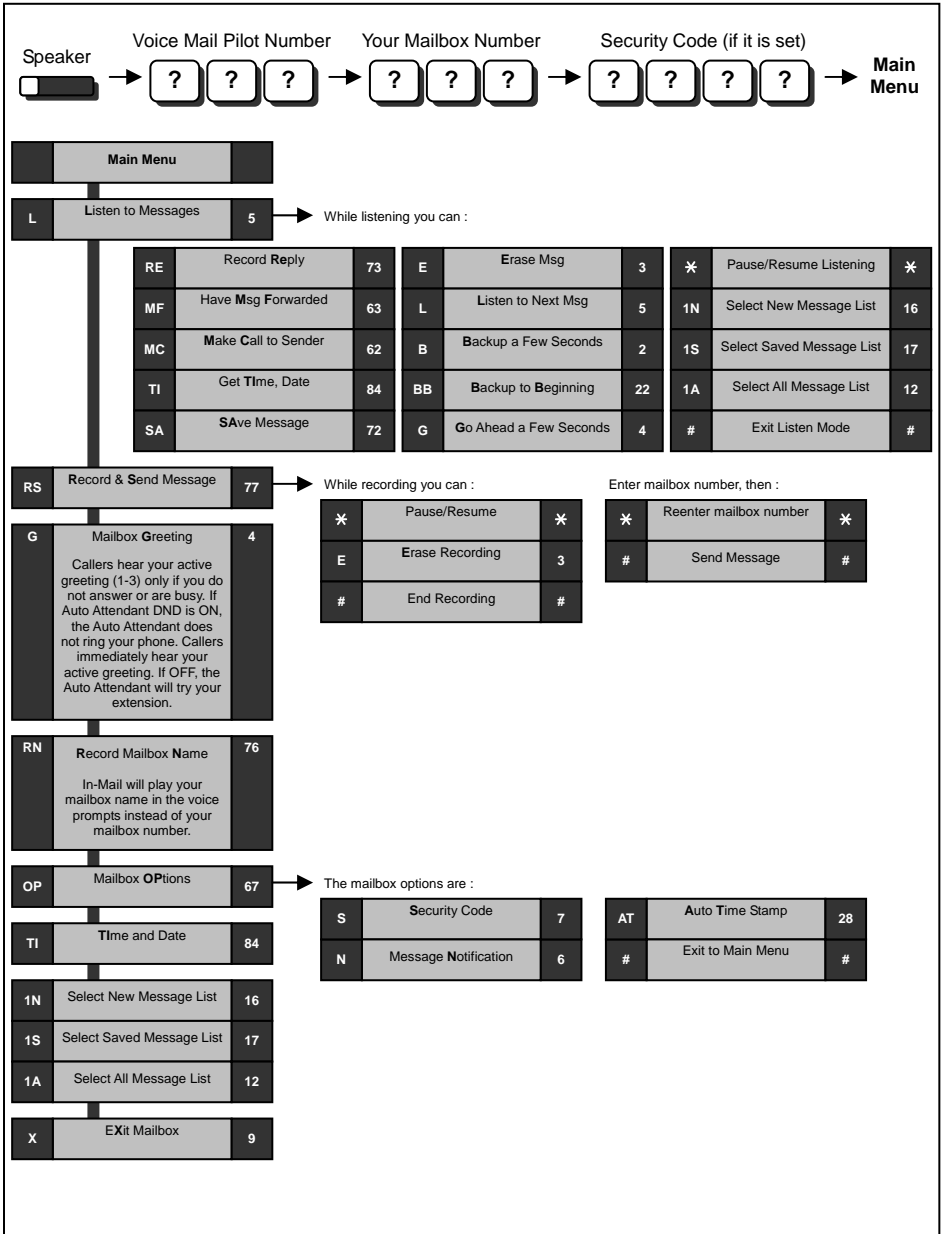 Speaker
Voice Mail Pilot Number
Your Mailbox Number
Security Code (if it is set)
? ? ?
? ? ?
? ? ? ?
Main
Menu
Main Menu
L Listen to Messages 5
While listening you can :
RE Record Reply 73
E Erase Msg 3
* Pause/Resume Listening *
MF Have Msg Forwarded 63
L Listen to Next Msg 5
1N Select New Message List 16
MC Make Call to Sender 62
B Backup a Few Seconds 2
1S Select Saved Message List 17
TI Get TIme, Date 84
BB Backup to Beginning 22
1A Select All Message List 12
SA SAve Message 72
G Go Ahead a Few Seconds 4
# Exit Listen Mode #
RS Record & Send Message 77
While recording you can :
* Pause/Resume *
E Erase Recording 3
# End Recording #
Enter mailbox number, then :
* Reenter mailbox number *
# Send Message #
G Mailbox Greeting 4
Callers hear your active
greeting (1-3) only if you do
not answer or are busy. If
Auto Attendant DND is ON,
the Auto Attendant does
not ring your phone. Callers
immediately hear your
active greeting. If OFF, the
Auto Attendant will try your
extension.
RN Record Mailbox Name 76
In-Mail will play your
mailbox name in the voice
prompts instead of your
mailbox number.
OP Mailbox OPtions 67
The mailbox options are :
S Security Code 7
AT Auto Time Stamp 28
N Message Notification 6
# Exit to Main Menu #
TI TIme and Date 84
1N Select New Message List 16
1S Select Saved Message List 17
1A Select All Message List 12
X EXit Mailbox 9